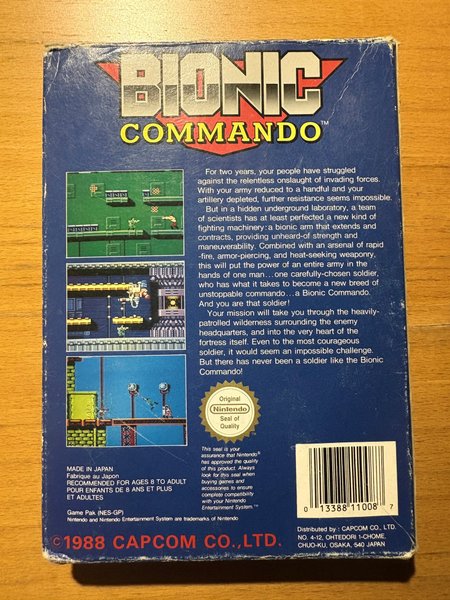 BIONIC
COMMANDO™
For two years, your people have struggled
against the relentless onslaught of invading forces.
With your army reduced to a handful and your
artillery depleted, further resistance seems impossible.
But in a hidden underground laboratory, a team
of scientists has at least perfected a new kind of
fighting machinery: a bionic arm that extends and
contracts, providing unheard-of strength and
maneuverability. Combined with an arsenal of rapid
-fire, armor-piercing, and heat-seeking weaponry,
this will put the power of an entire army in the
hands of one man...one carefully-chosen soldier,
who has what it takes to become a new breed of
unstoppable commando...a Bionic Commando.
And you are that soldier!
Your mission will take you through the heavily-
patrolled wilderness surrounding the enemy
headquarters, and into the very heart of the
fortress itself. Even to the most courageous
soldier, it would seem an impossible challenge.
But there has never been a soldier like the Bionic
Commando!
Original
Nintendo
Seal of
Quality
This seal is your
assurance that Nintendo®
has approved the quality
of this product. Always
look for this seal when
buying games and
accessories to ensure
complete compatibility
with your Nintendo
Entertainment System.™
MADE IN JAPAN
Fabriqué au Japon
RECOMMENDED FOR AGES 8 TO ADULT
POUR ENFANTS DE 8 ANS ET PLUS
ET ADULTES
Game Pak (NES-GP)
Nintendo and Nintendo Entertainment System are trademarks of Nintendo
©1988 CAPCOM CO.,LTD.
0 13388 11008 7
Distributed by : CAPCOM CO., LTD.
NO. 4-12, OHTEDORI 1-CHOME,
CHUO-KU, OSAKA, 540 JAPAN